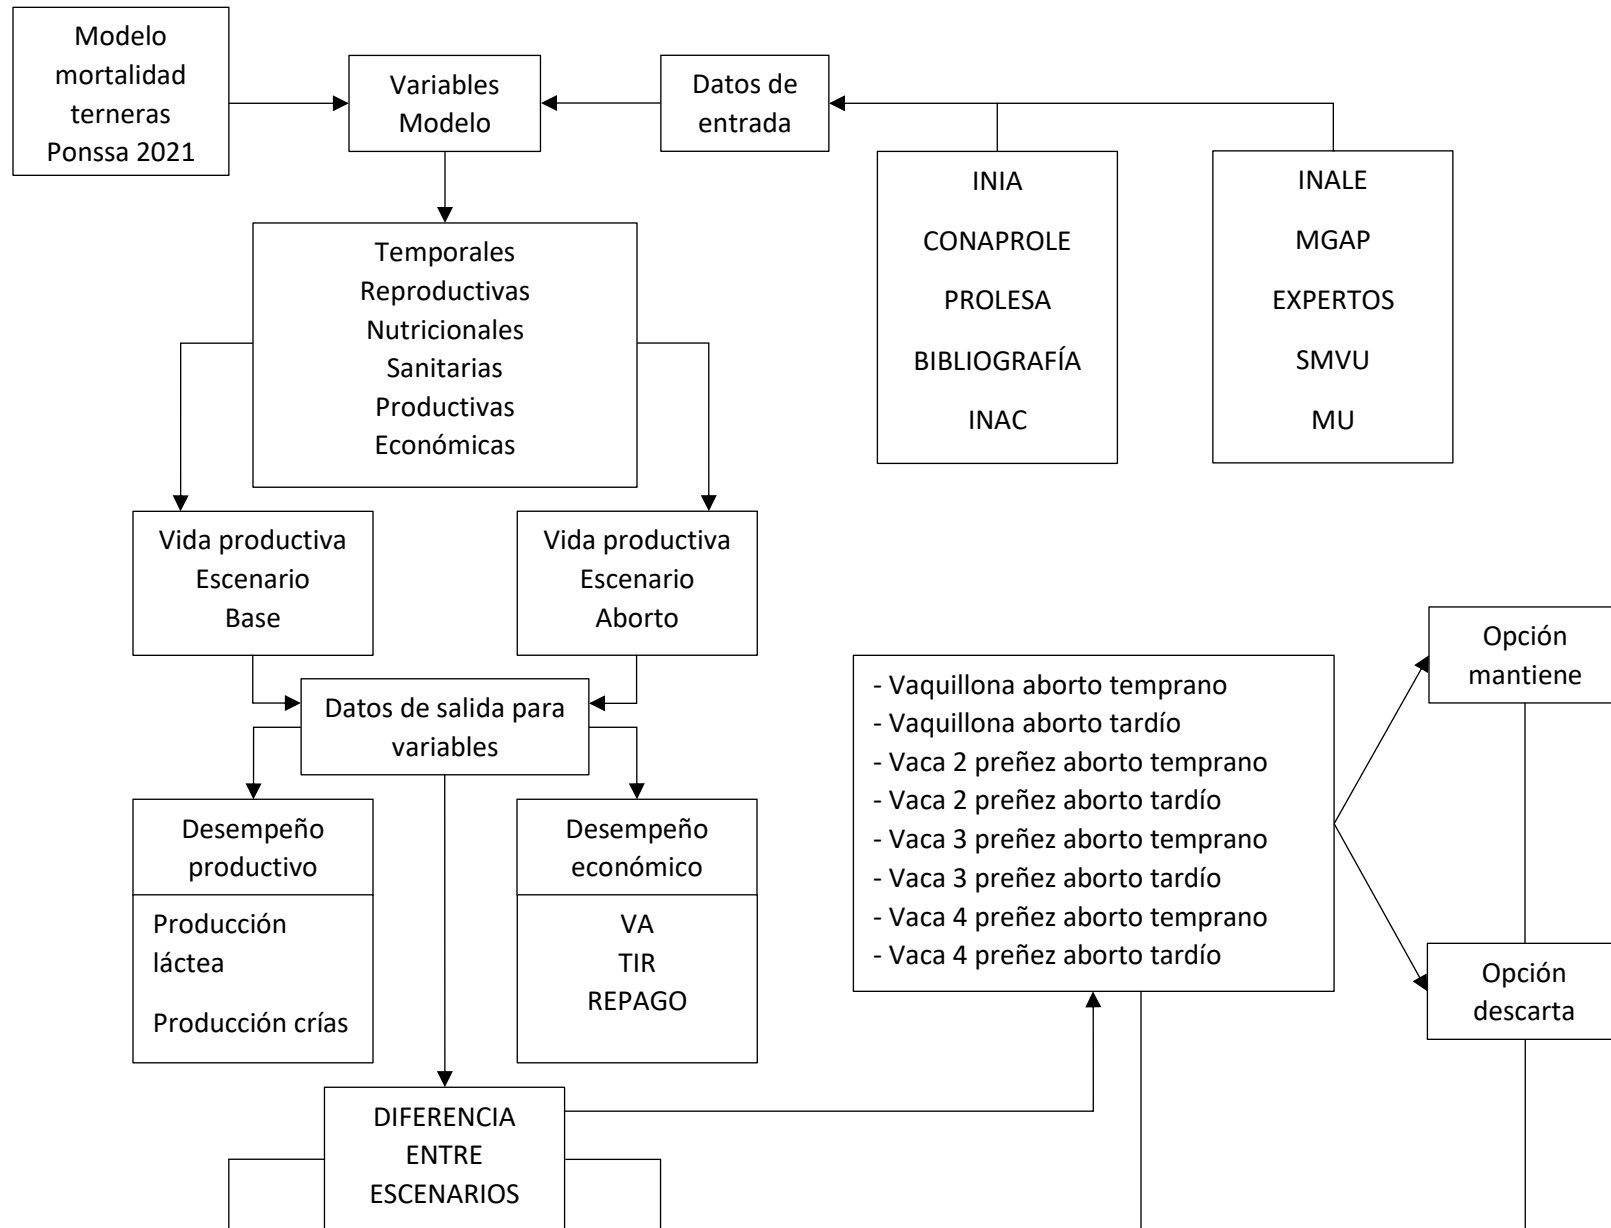 Modelo
mortalidad
terneras
Ponssa 2021
Variables
Modelo
Datos de
entrada
INIA
CONAPROLE
PROLESA
BIBLIOGRAFÍA
INAC
INALE
MGAP
EXPERTOS
SMVU
MU
Temporales
Reproductivas
Nutricionales
Sanitarias
Productivas
Económicas
Vida productiva
Escenario
Base
Vida productiva
Escenario
Aborto
Datos de salida para
variables
Desempeño
productivo
Producción
láctea
Producción crías
Desempeño
económico
VA
TIR
REPAGO
- Vaquillona aborto temprano
- Vaquillona aborto tardío
- Vaca 2 preñez aborto temprano
- Vaca 2 preñez aborto tardío
- Vaca 3 preñez aborto temprano
- Vaca 3 preñez aborto tardío
- Vaca 4 preñez aborto temprano
- Vaca 4 preñez aborto tardío
Opción
mantiene
Opción
descarta
DIFERENCIA
ENTRE
ESCENARIOS